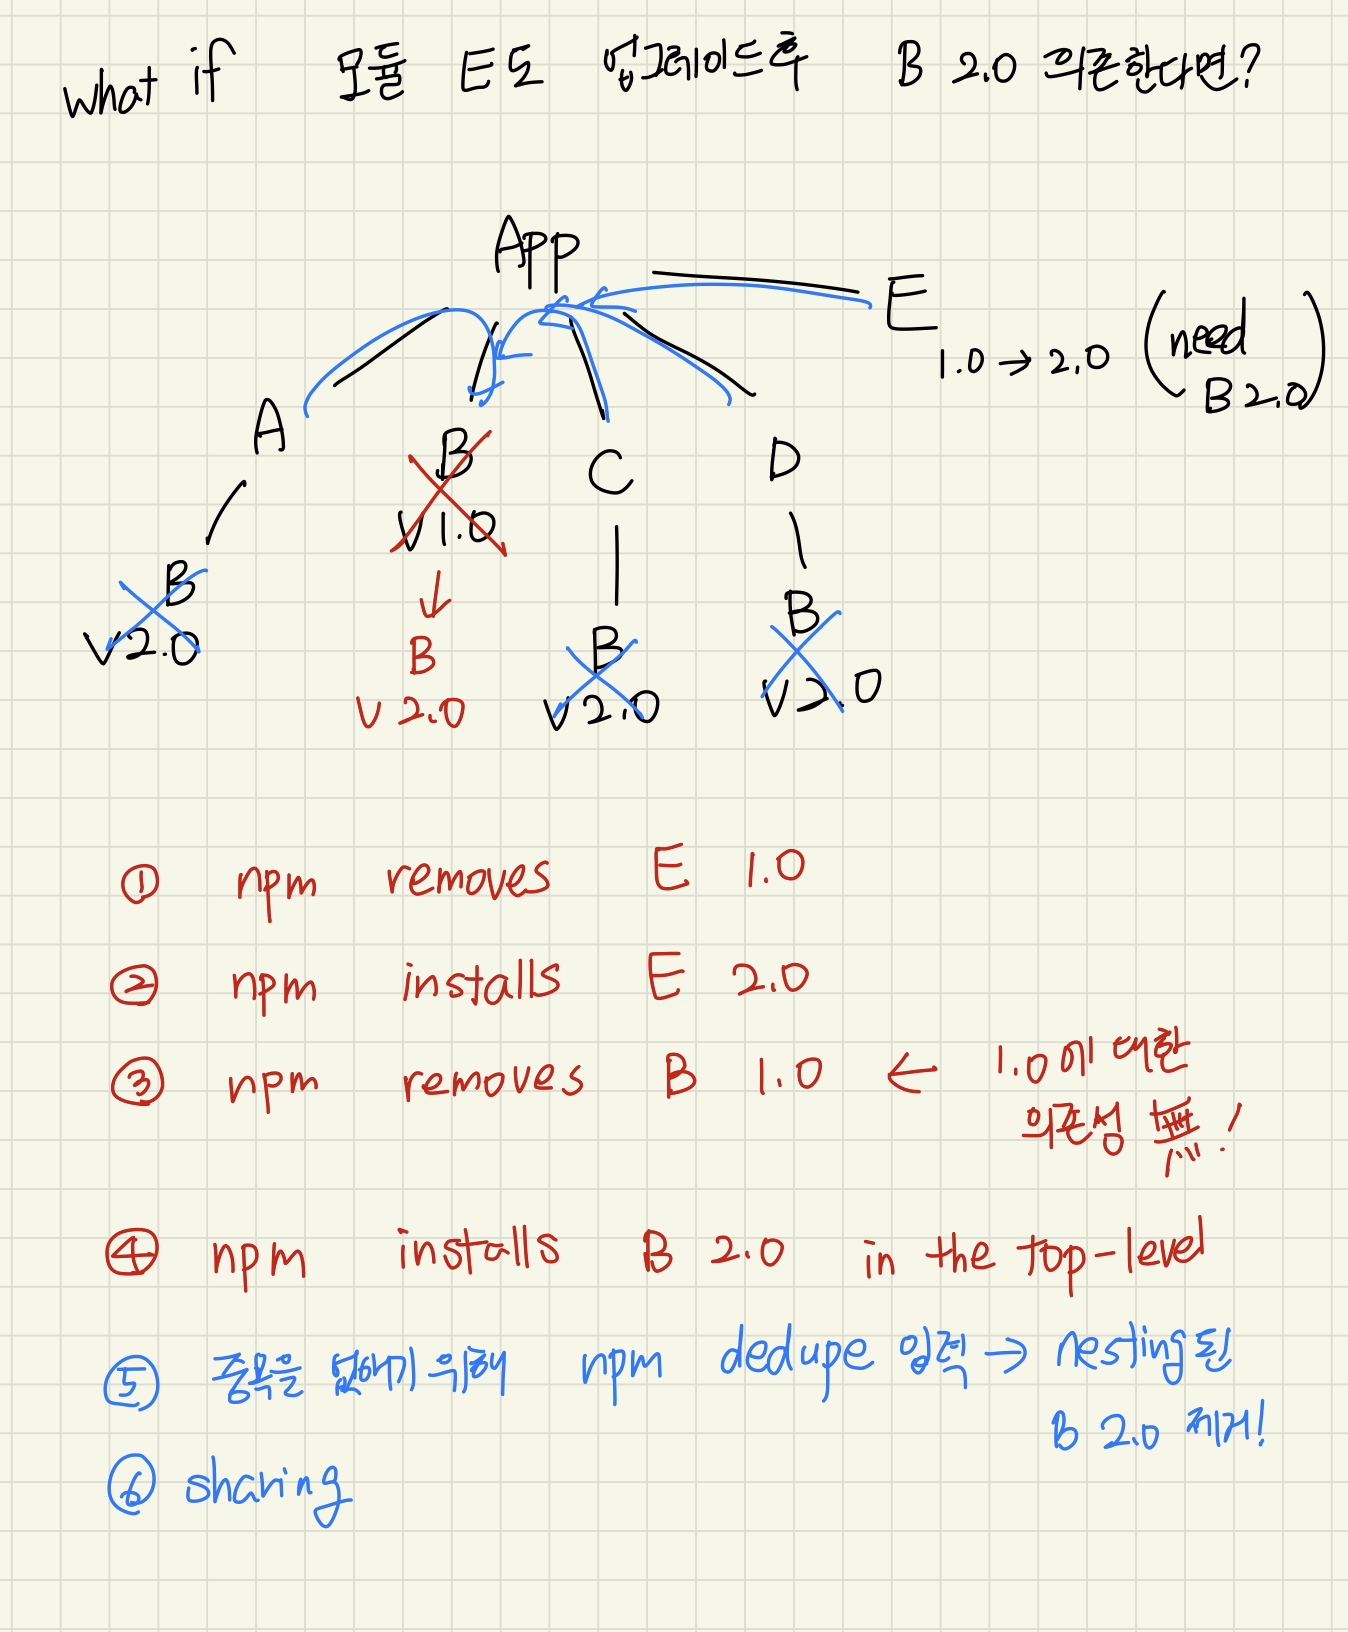 what if 모듈 E도 업그레이드후 B 2.0 의존한다면?
App
E
1.0 → 2.0
(need
B 2.0)
A
B
V1.0
C
D
B
V2.0
↓
B
V2.0
B
V2.0
B
V2.0
① npm removes E 1.0
② npm installs E 2.0
③ npm removes B 1.0 ← 1.0에 대한
의존성 無!
④ npm installs B 2.0 in the top-level
⑤ 중복을 없애기 위해 npm dedupe 입력 → nesting된
B 2.0 제거!
⑥ sharing